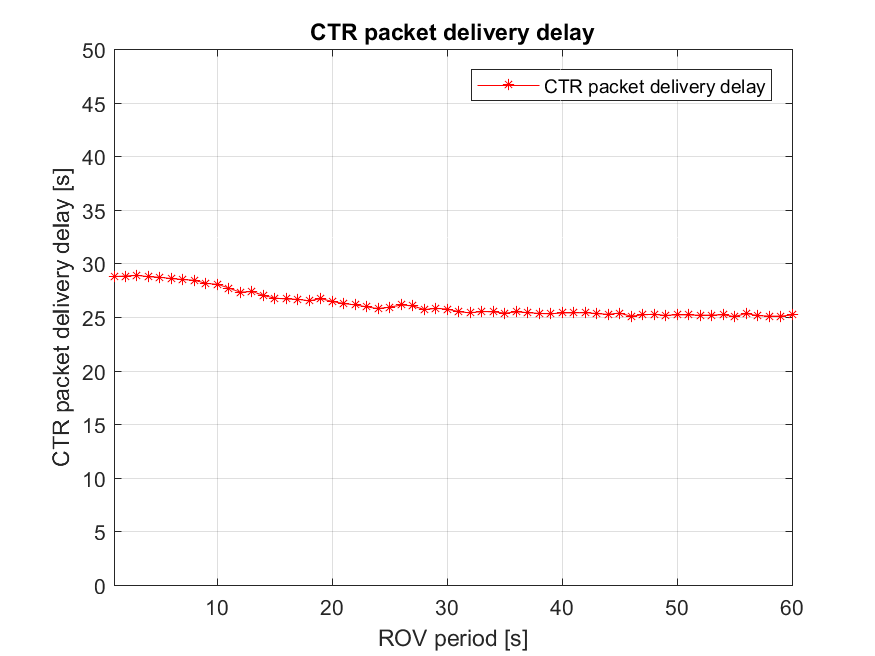 CTR packet delivery delay
CTR packet delivery delay
CTR packet delivery delay [s]
50
45
40
35
30
25
20
15
10
5
0
10 20 30 40 50 60
ROV period [s]